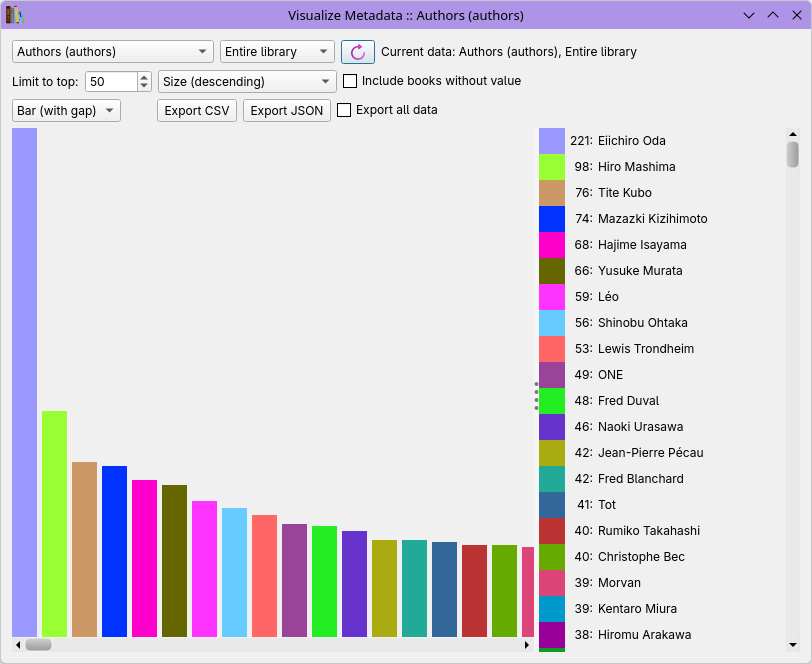 Visualize Metadata :: Authors (authors)
Authors (authors) Entire library Current data: Authors (authors), Entire library
Limit to top: 50 Size (descending) Include books without value
Bar (with gap) Export CSV Export JSON Export all data
221: Eiichiro Oda
98: Hiro Mashima
76: Tite Kubo
74: Mazazki Kizihimoto
68: Hajime Isayama
66: Yusuke Murata
59: Léo
56: Shinobu Ohtaka
53: Lewis Trondheim
49: ONE
48: Fred Duval
46: Naoki Urasawa
42: Jean-Pierre Pécau
42: Fred Blanchard
41: Tot
40: Rumiko Takahashi
40: Christophe Bec
39: Morvan
39: Kentaro Miura
38: Hiromu Arakawa